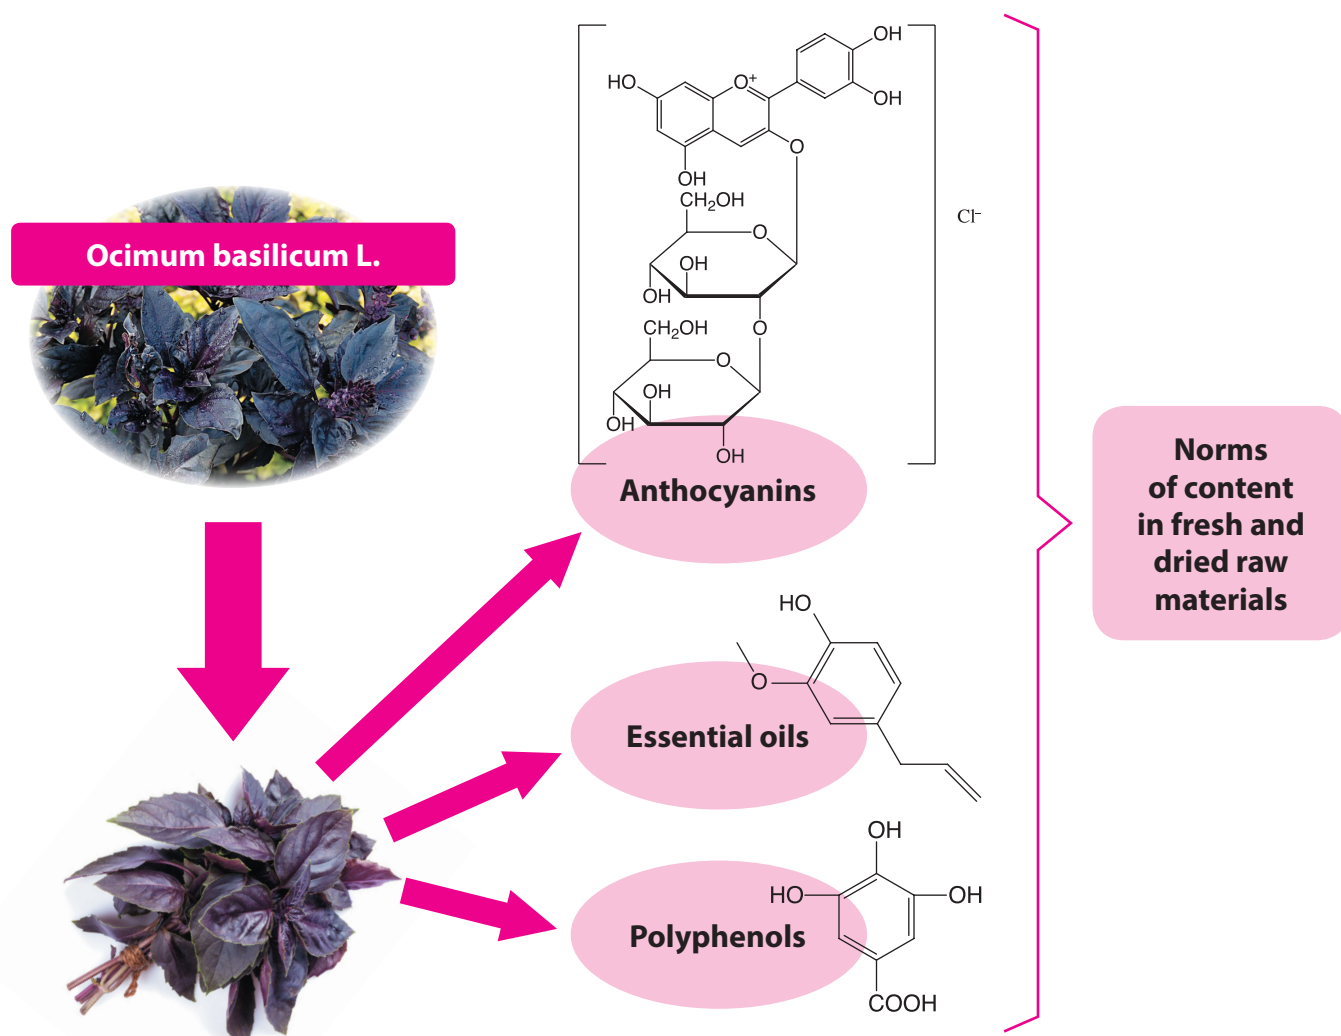 Ocimum basilicum L.
OH
HO
O+
OH
O
OH
CH2OH
O
Cl–
OH
OH
O
CH2OH
O
OH
OH
OH
Anthocyanins
Norms
of content
in fresh and
dried raw
materials
HO
O
Essential oils
OH
HO
OH
Polyphenols
COOH